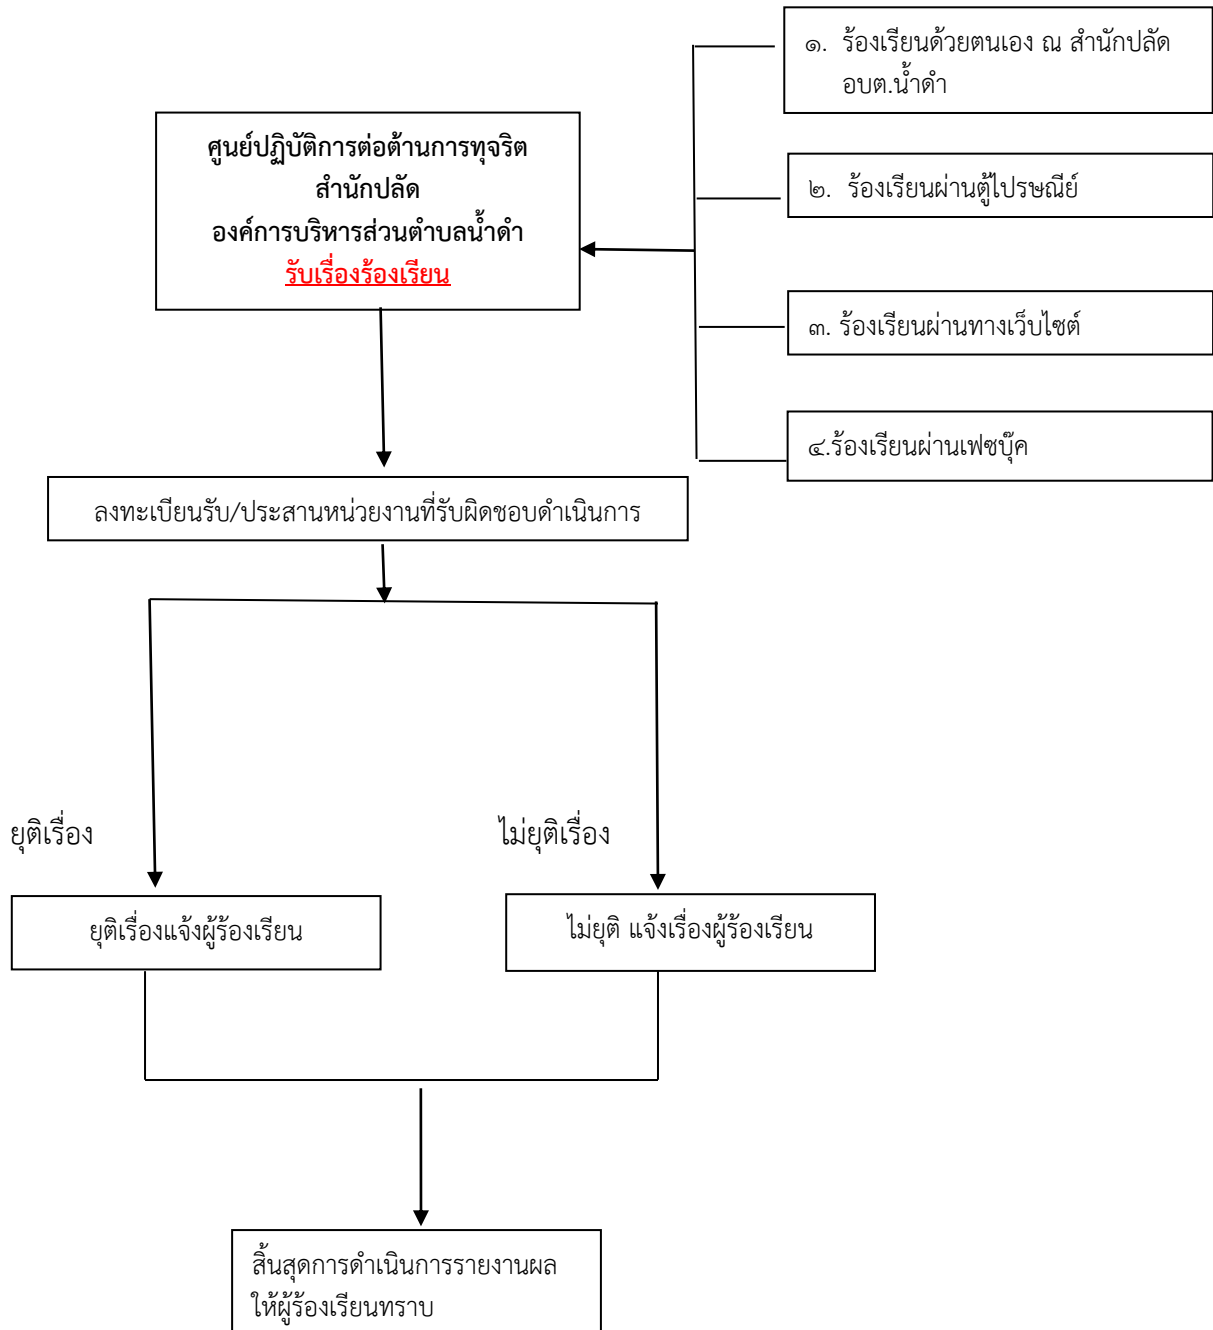 ๑. ร้องเรียนด้วยตนเอง ณ สำนักปลัด
อบต.น้ำดำ
ศูนย์ปฏิบัติการต่อต้านการทุจริต
สำนักปลัด
องค์การบริหารส่วนตำบลน้ำดำ
รับเรื่องร้องเรียน
๒. ร้องเรียนผ่านตู้ไปรษณีย์
๓. ร้องเรียนผ่านทางเว็บไซต์
๔.ร้องเรียนผ่านเฟซบุ๊ค
ลงทะเบียนรับ/ประสานหน่วยงานที่รับผิดชอบดำเนินการ
ยุติเรื่อง
ไม่ยุติเรื่อง
ยุติเรื่องแจ้งผู้ร้องเรียน
ไม่ยุติ แจ้งเรื่องผู้ร้องเรียน
สิ้นสุดการดำเนินการรายงานผล
ให้ผู้ร้องเรียนทราบ